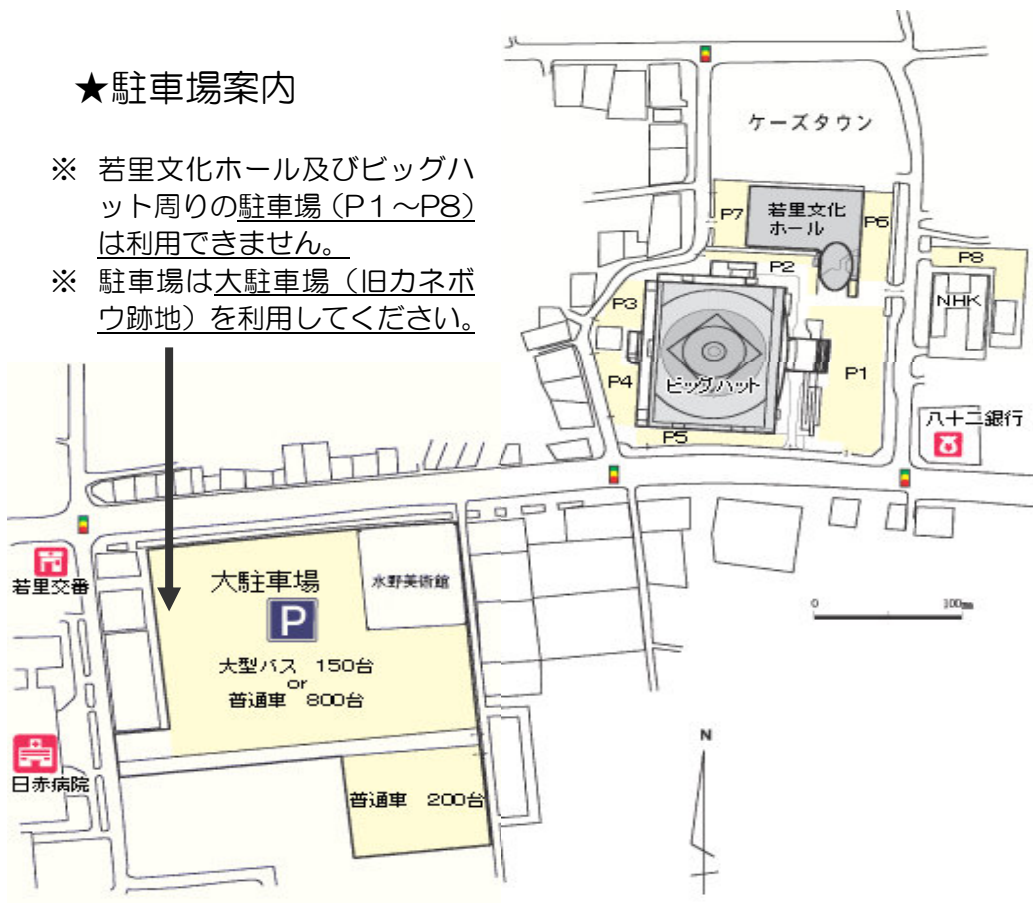 ★駐車場案内
※ 若里文化ホール及びビッグハ
ット周りの駐車場（P1～P8）
は利用できません。
※ 駐車場は大駐車場（旧カネボ
ウ跡地）を利用してください。
ケーズタウン
P7
若里文化
ホール
P6
P2
P8
NHK
P3
P4
ビッグハット
P1
P5
八十二銀行
若里交番
大駐車場
水野美術館
P
大型バス 150台
or
普通車 800台
0 100m
日赤病院
普通車 200台
N